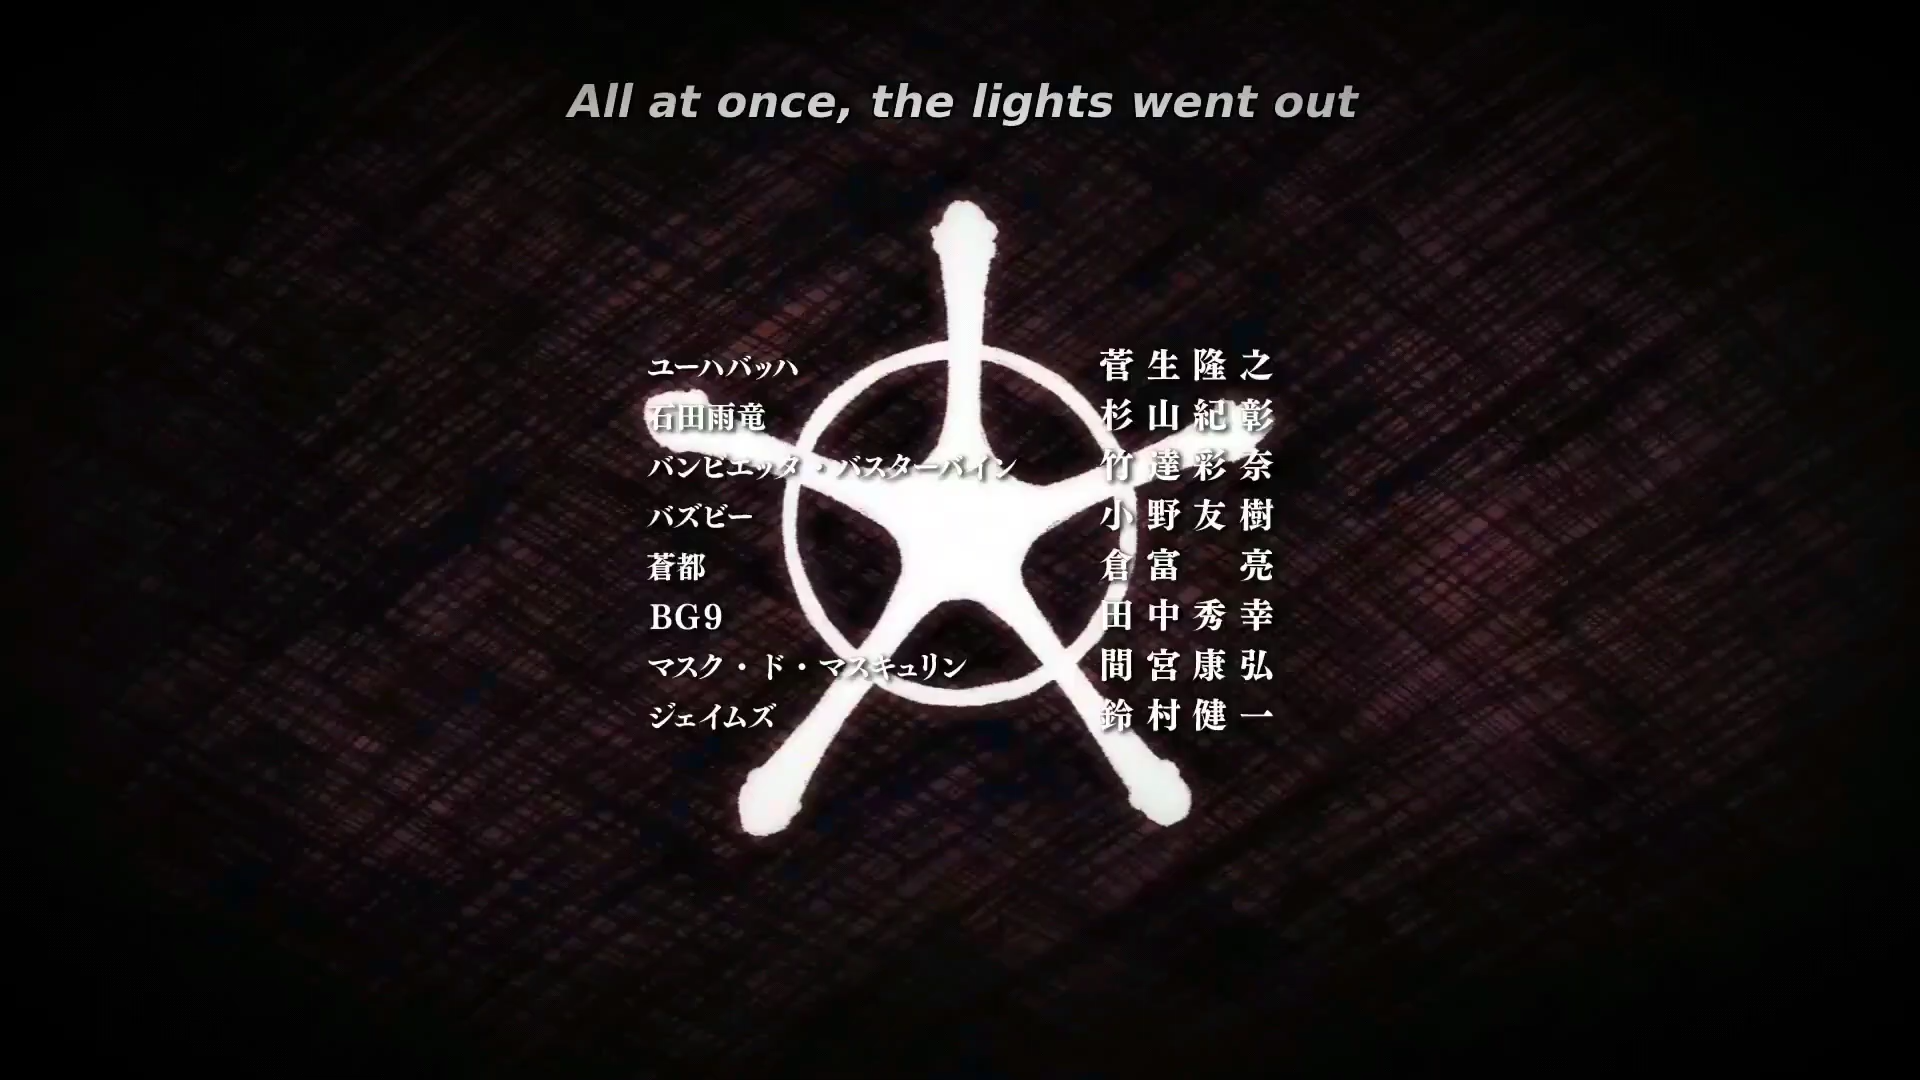 All at once, the lights went out
ユーハバッハ 菅生隆之
石田雨竜 杉山紀彰
バンビエッタ・バスターバイン 竹達彩奈
バズビー 小野友樹
蒼都 倉富 亮
BG9 田中秀幸
マスク・ド・マスキュリン 間宮康弘
ジェイムズ 鈴村健一